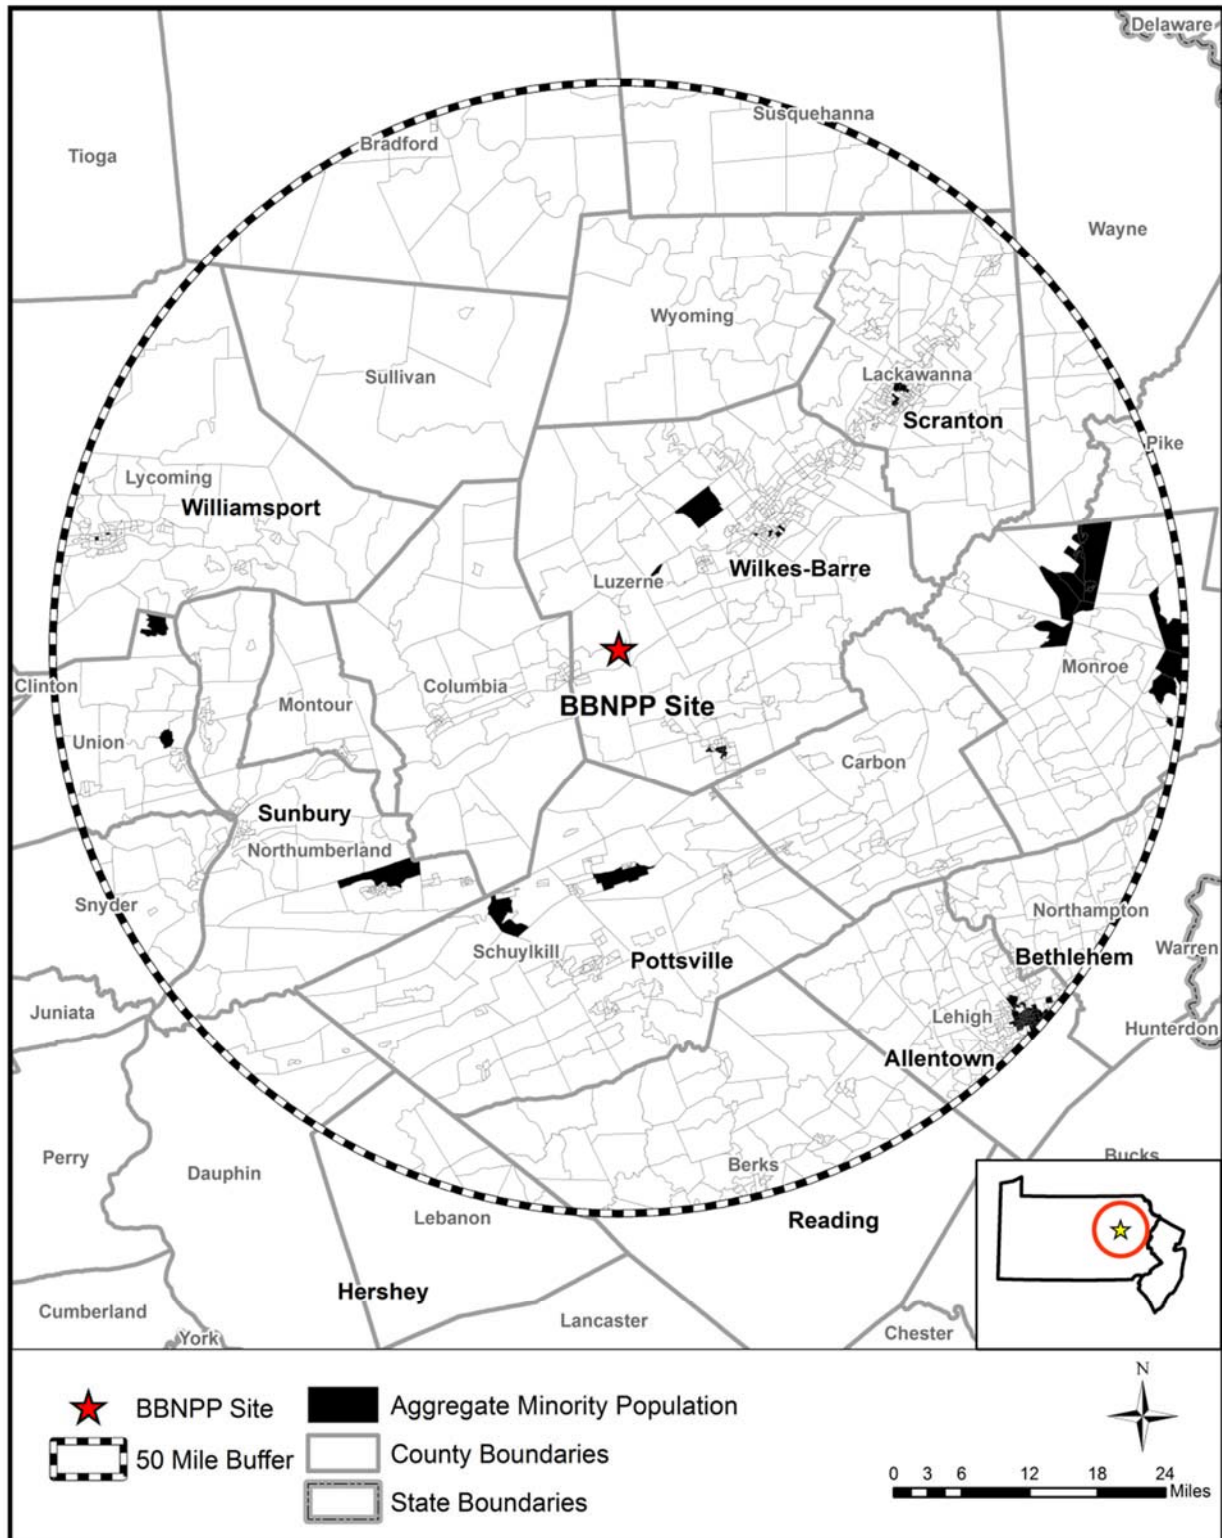 Delaware
Susquehanna
Bradford
Tioga
Wayne
Wyoming
Sullivan
Lackawanna
Scranton
Pike
Lycoming
Williamsport
Wilkes-Barre
Luzerne
Monroe
Clinton
Columbia
BBNPP Site
Montour
Union
Carbon
Sunbury
Northumberland
Snyder
Northampton
Warren
Schuylkill
Pottsville
Bethlehem
Juniata
Lehigh
Hunterdon
Allentown
Perry
Dauphin
Berks
Bucks
Lebanon
Reading
Hershey
Cumberland
Lancaster
York
Chester
BBNPP Site
50 Mile Buffer
Aggregate Minority Population
County Boundaries
State Boundaries
N
0 3 6 12 18 24
Miles